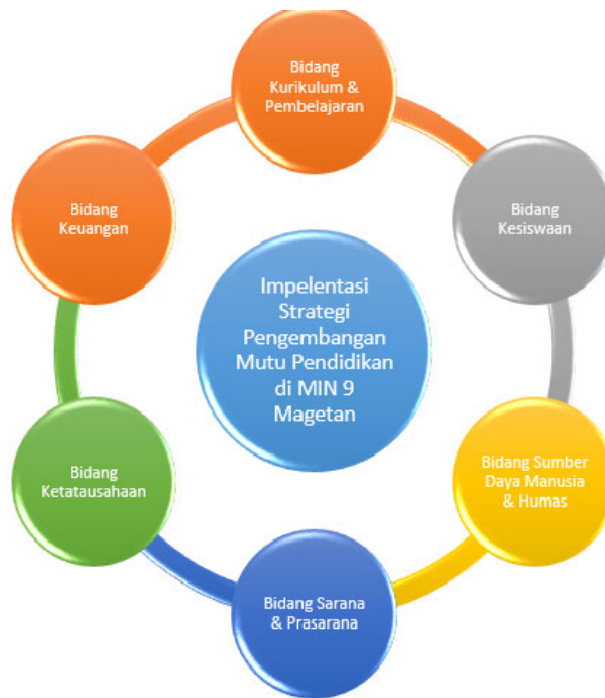 Bidang
Kurikulum &
Pembelajaran
Bidang
Keuangan
Bidang
Kesiswaan
Impelentasi
Strategi
Pengembangan
Mutu Pendidikan
di MIN 9
Magetan
Bidang
Ketatausahaan
Bidang Sumber
Daya Manusia
& Humas
Bidang Sarana
& Prasarana